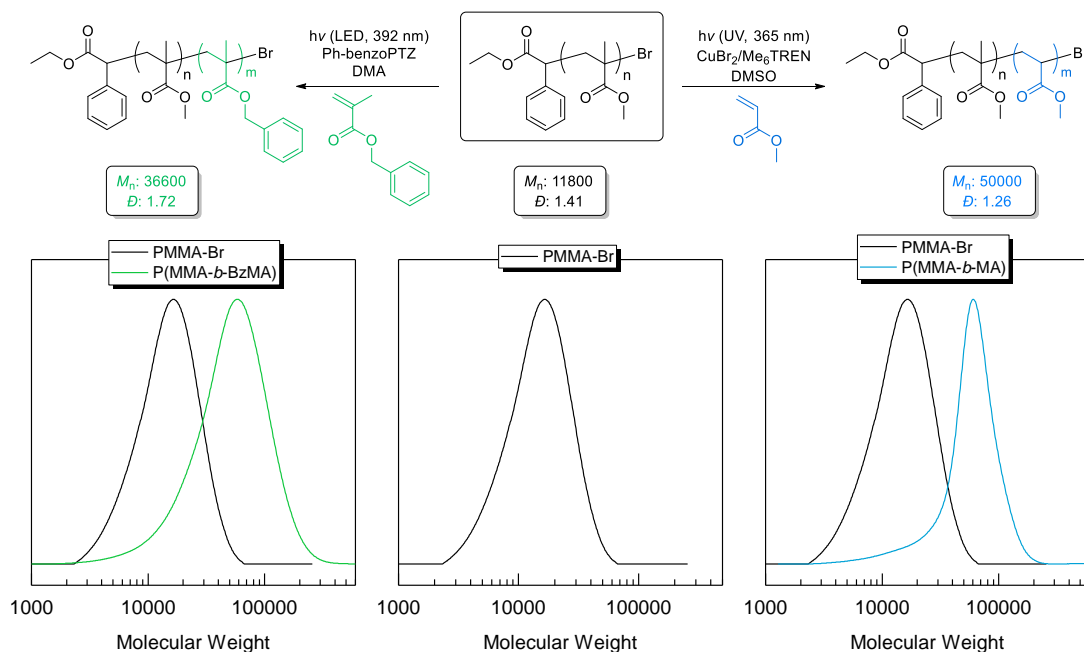 hν (LED, 392 nm)
Ph-benzoPTZ
DMA
hν (UV, 365 nm)
CuBr2/Me6TREN
DMSO
O
O
n
m
Br
O
O
O
O
O
O
O
O
n
Br
O
O
O
O
O
O
n
m
B
O
O
O
O
Mn: 36600
Đ: 1.72
Mn: 11800
Đ: 1.41
Mn: 50000
Đ: 1.26
PMMA-Br
P(MMA-b-BzMA)
PMMA-Br
PMMA-Br
P(MMA-b-MA)
1000 10000 100000
1000 10000 100000
1000 10000 100000
Molecular Weight
Molecular Weight
Molecular Weight